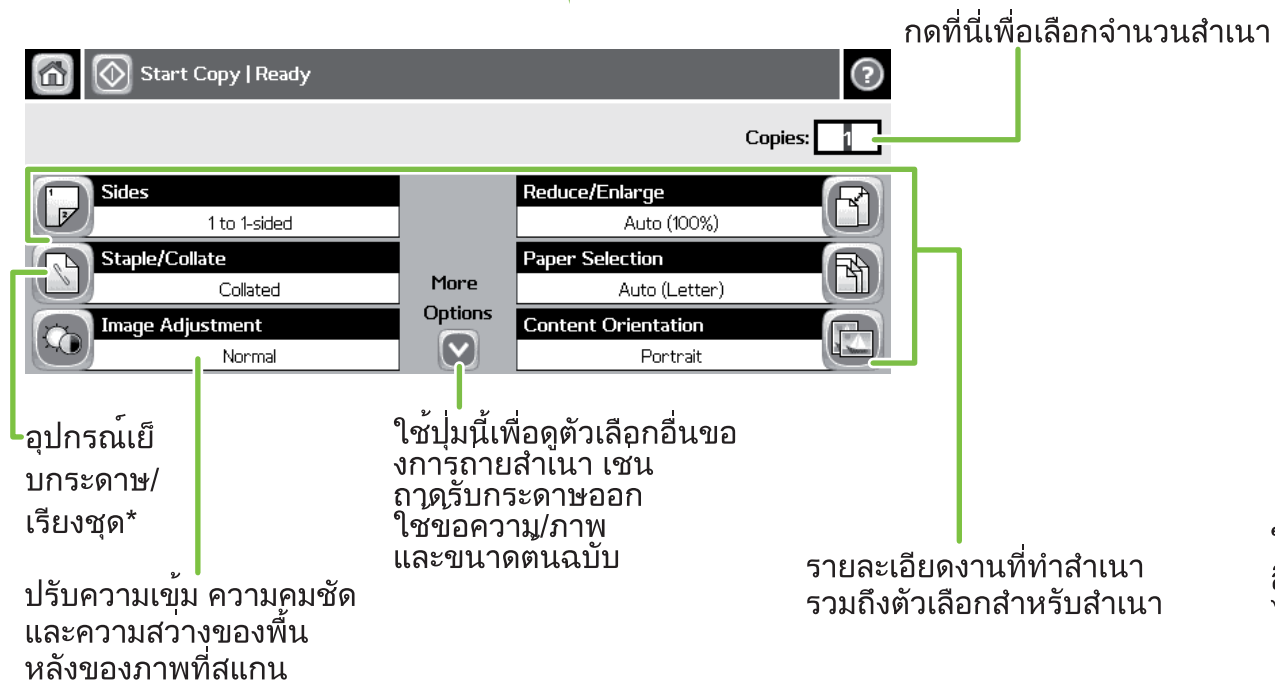 กดที่นี่เพื่อเลือกจำนวนสำเนา
Start Copy | Ready
?
Copies: 1
Sides
1 to 1-sided
Staple/Collate
Collated
Image Adjustment
Normal
More
Options
Reduce/Enlarge
Auto (100%)
Paper Selection
Auto (Letter)
Content Orientation
Portrait
อุปกรณ์เย็
บกระดาษ/
เรียงชุด*
ใช้ปุ่มนี้เพื่อดูตัวเลือกอื่นขอ
งการถ่ายสำเนา เช่น
ถาดรับกระดาษออก
ใช้ข้อความ/ภาพ
และขนาดต้นฉบับ
ปรับความเข้ม ความคมชัด
และความสว่างของพื้น
หลังของภาพที่สแกน
รายละเอียดงานที่ทำสำเนา
รวมถึงตัวเลือกสำหรับสำเนา